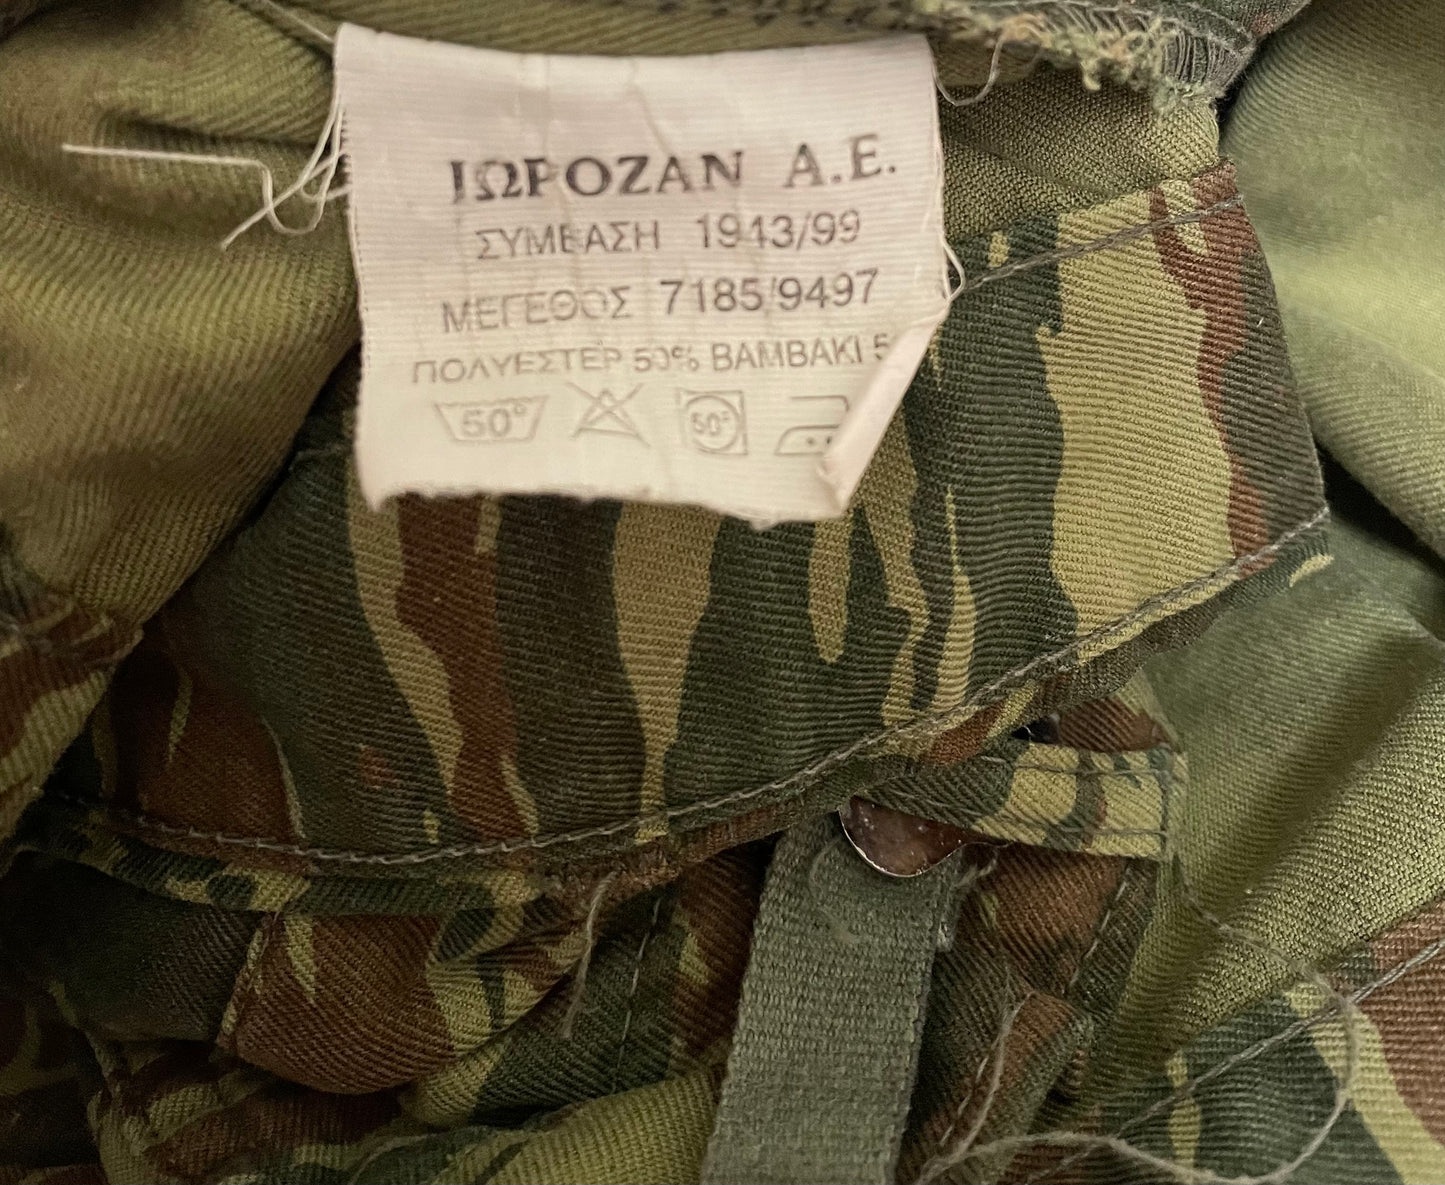 ΙΩΡΟΖΑΝ Α.Ε.
ΣΥΜΒΑΣΗ 1943/99
ΜΕΓΕΘΟΣ 7185/9497
ΠΟΛΥΕΣΤΕΡ 50% ΒΑΜΒΑΚΙ
50° 50°